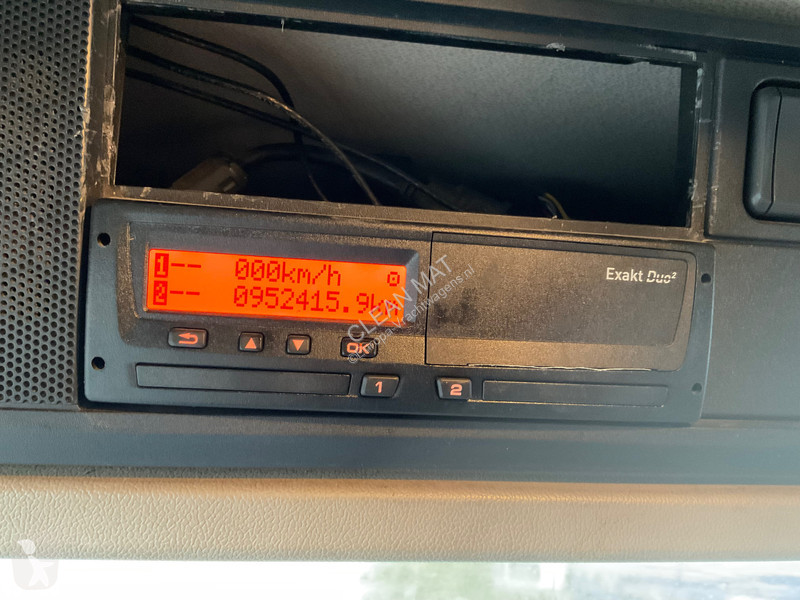 1-- 000km/h
2-- 0952415.9km
Exakt Duo²
OK
1
2
CLEAN MAT